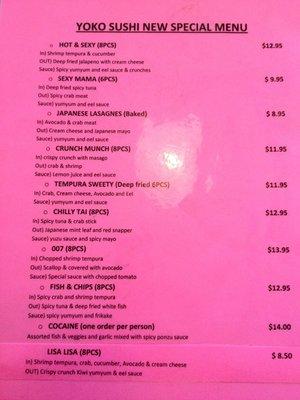 YOKO SUSHI NEW SPECIAL MENU
o HOT & SEXY (8PCS) $12.95
In) Shrimp tempura & cucumber
OUT) Deep fried jalapeno with cream cheese
Sauce) Spicy yumyum and eel sauce & crunches
o SEXY MAMA (6PCS) $ 9.95
In) Deep fried spicy tuna
Out) Spicy crab meat
Sauce) yumyum and eel sauce
o JAPANESE LASAGNES (Baked) $ 8.95
In) Avocado & crab meat
Out) Cream cheese and Japanese mayo
Sauce) yumyum and eel sauce
o CRUNCH MUNCH (8PCS) $11.95
In) crispy crunch with masago
Out) crab & shrimp
Sauce) Lemon juice and eel sauce
o TEMPURA SWEETY (Deep fried 6PCS) $11.95
In) Crab, Cream cheese, Avocado and Eel
Sauce) Yumyum and eel sauce
o CHILLY TAI (8PCS) $12.95
In) Spicy tuna & crab stick
Out) Japanese mint leaf and red snapper
Sauce) yuzu sauce and spicy mayo
o 007 (8PCS) $13.95
In) Chopped shrimp tempura
Out) Scallop & covered with avocado
Sauce) Special sauce with chopped tomato
o FISH & CHIPS (8PCS) $12.95
In) Spicy crab and shrimp tempura
Out) Spicy tuna & deep fried white fish
Sauce) spicy yumyum and frikake
o COCAINE (one order per person) $14.00
Assorted fish & veggies and garlic mixed with spicy ponzu sauce
LISA LISA (8PCS) $ 8.50
In) Shrimp tempura, crab, cucumber, Avocado & cream cheese
OUT) Crispy crunch Kiwi yumyum & eel sauce